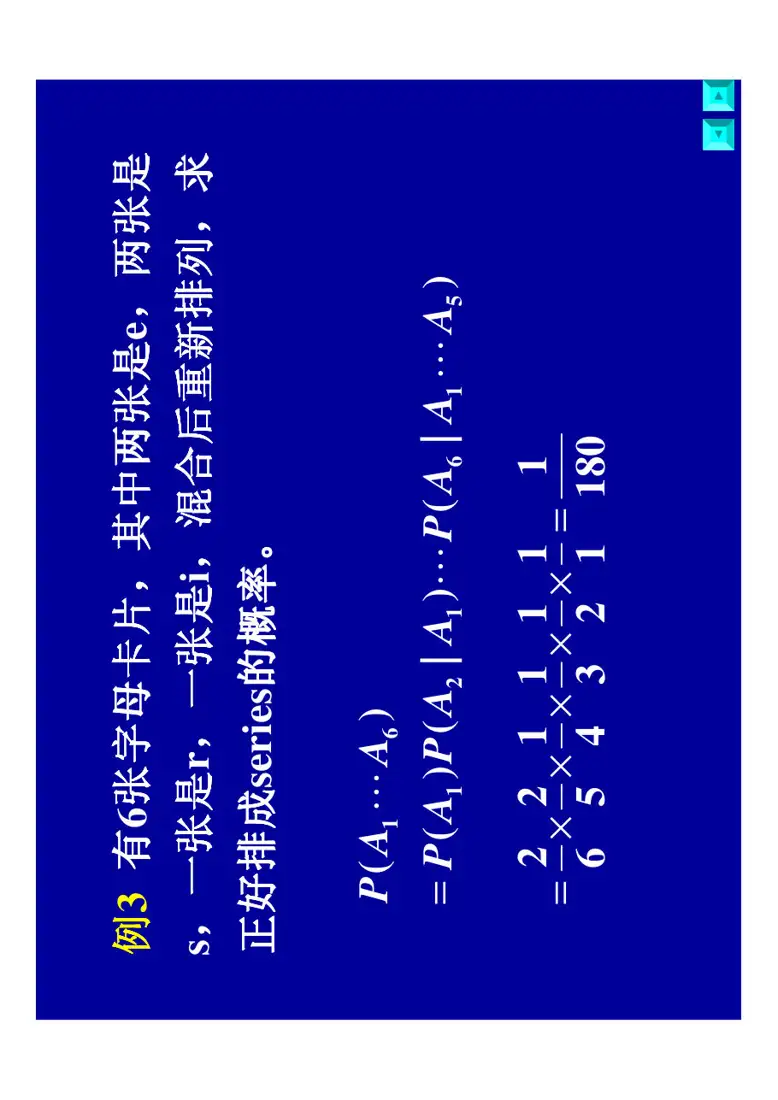 例3 有6张字母卡片，其中两张是e，两张是
s，一张是r，一张是i，混合后重新排列，求
正好排成series的概率。
P(A₁⋯A₆)
= P(A₁)P(A₂ | A₁)⋯P(A₆ | A₁⋯A₅)
= 2/6 × 2/5 × 1/4 × 1/3 × 1/2 × 1/1 = 1/180